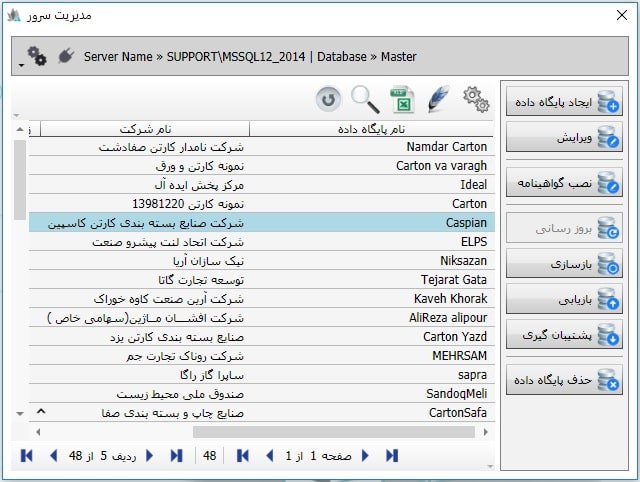 مدیریت سرور
Server Name » SUPPORT\MSSQL12_2014 | Database » Master
نام پایگاه داده نام شرکت
Namdar Carton شرکت نامدار کارتن صفادشت
Carton va varagh نمونه کارتن و ورق
Ideal مرکز پخش ایده آل
Carton نمونه کارتن 13981220
Caspian شرکت صنایع بسته بندی کارتن کاسپین
ELPS شرکت اتحاد لنت پیشرو صنعت
Niksazan نیک سازان آریا
Tejarat Gata توسعه تجارت گاتا
Kaveh Khorak شرکت آرین صنعت کاوه خوراک
AliReza alipour شرکت افشــان مـاژین(سهامی خاص )
Carton Yazd صنایع بسته بندی کارتن یزد
MEHRSAM شرکت روناک تجارت جم
sapra ساپرا گاز راگا
SandoqMeli صندوق ملی محیط زیست
CartonSafa صنایع چاپ و بسته بندی صفا
ردیف 5 از 48
48
صفحه 1 از 1
ایجاد پایگاه داده
ویرایش
نصب گواهینامه
بروز رسانی
بازسازی
بازیابی
پشتیبان گیری
حذف پایگاه داده